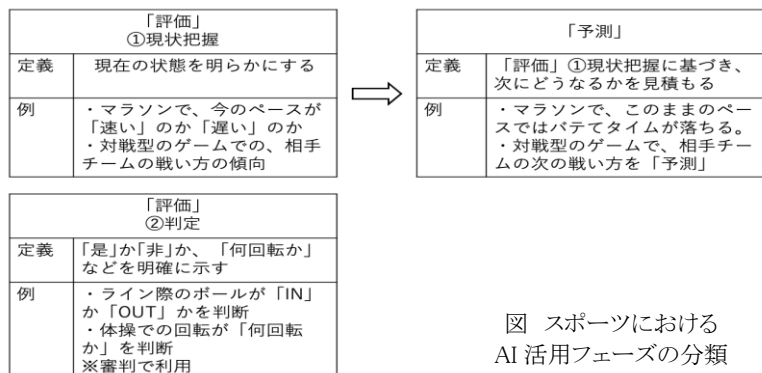 「評価」
①現状把握
定義
現在の状態を明らかにする
例
・マラソンで、今のペースが
「速い」のか「遅い」のか
・対戦型のゲームでの、相手
チームの戦い方の傾向
「予測」
定義
「評価」①現状把握に基づき、
次にどうなるかを見積もる
例
・マラソンで、このままのペー
スではバテてタイムが落ちる。
・対戦型のゲームで、相手チー
ムの次の戦い方を「予測」
「評価」
②判定
定義
「是」か「非」か、「何回転か」
などを明確に示す
例
・ライン際のボールが「IN」
か「OUT」かを判断
・体操での回転が「何回転
か」を判断
※審判で利用
図 スポーツにおける
AI 活用フェーズの分類